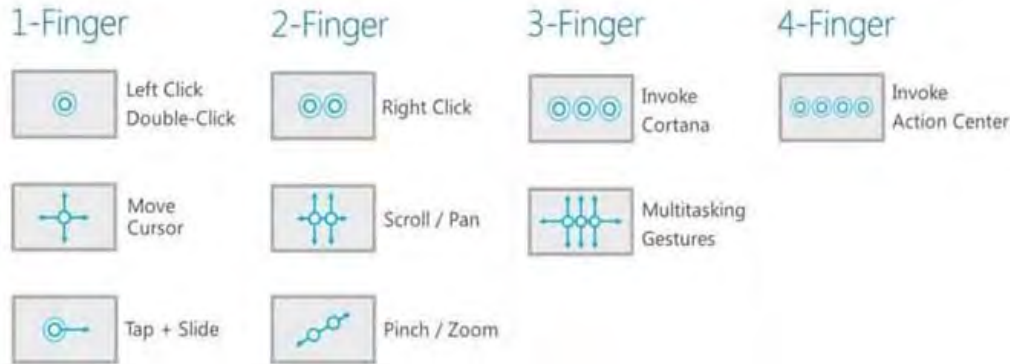 1-Finger
2-Finger
3-Finger
4-Finger
Left Click
Double-Click
Right Click
Invoke
Cortana
Invoke
Action Center
Move
Cursor
Scroll / Pan
Multitasking
Gestures
Tap + Slide
Pinch / Zoom